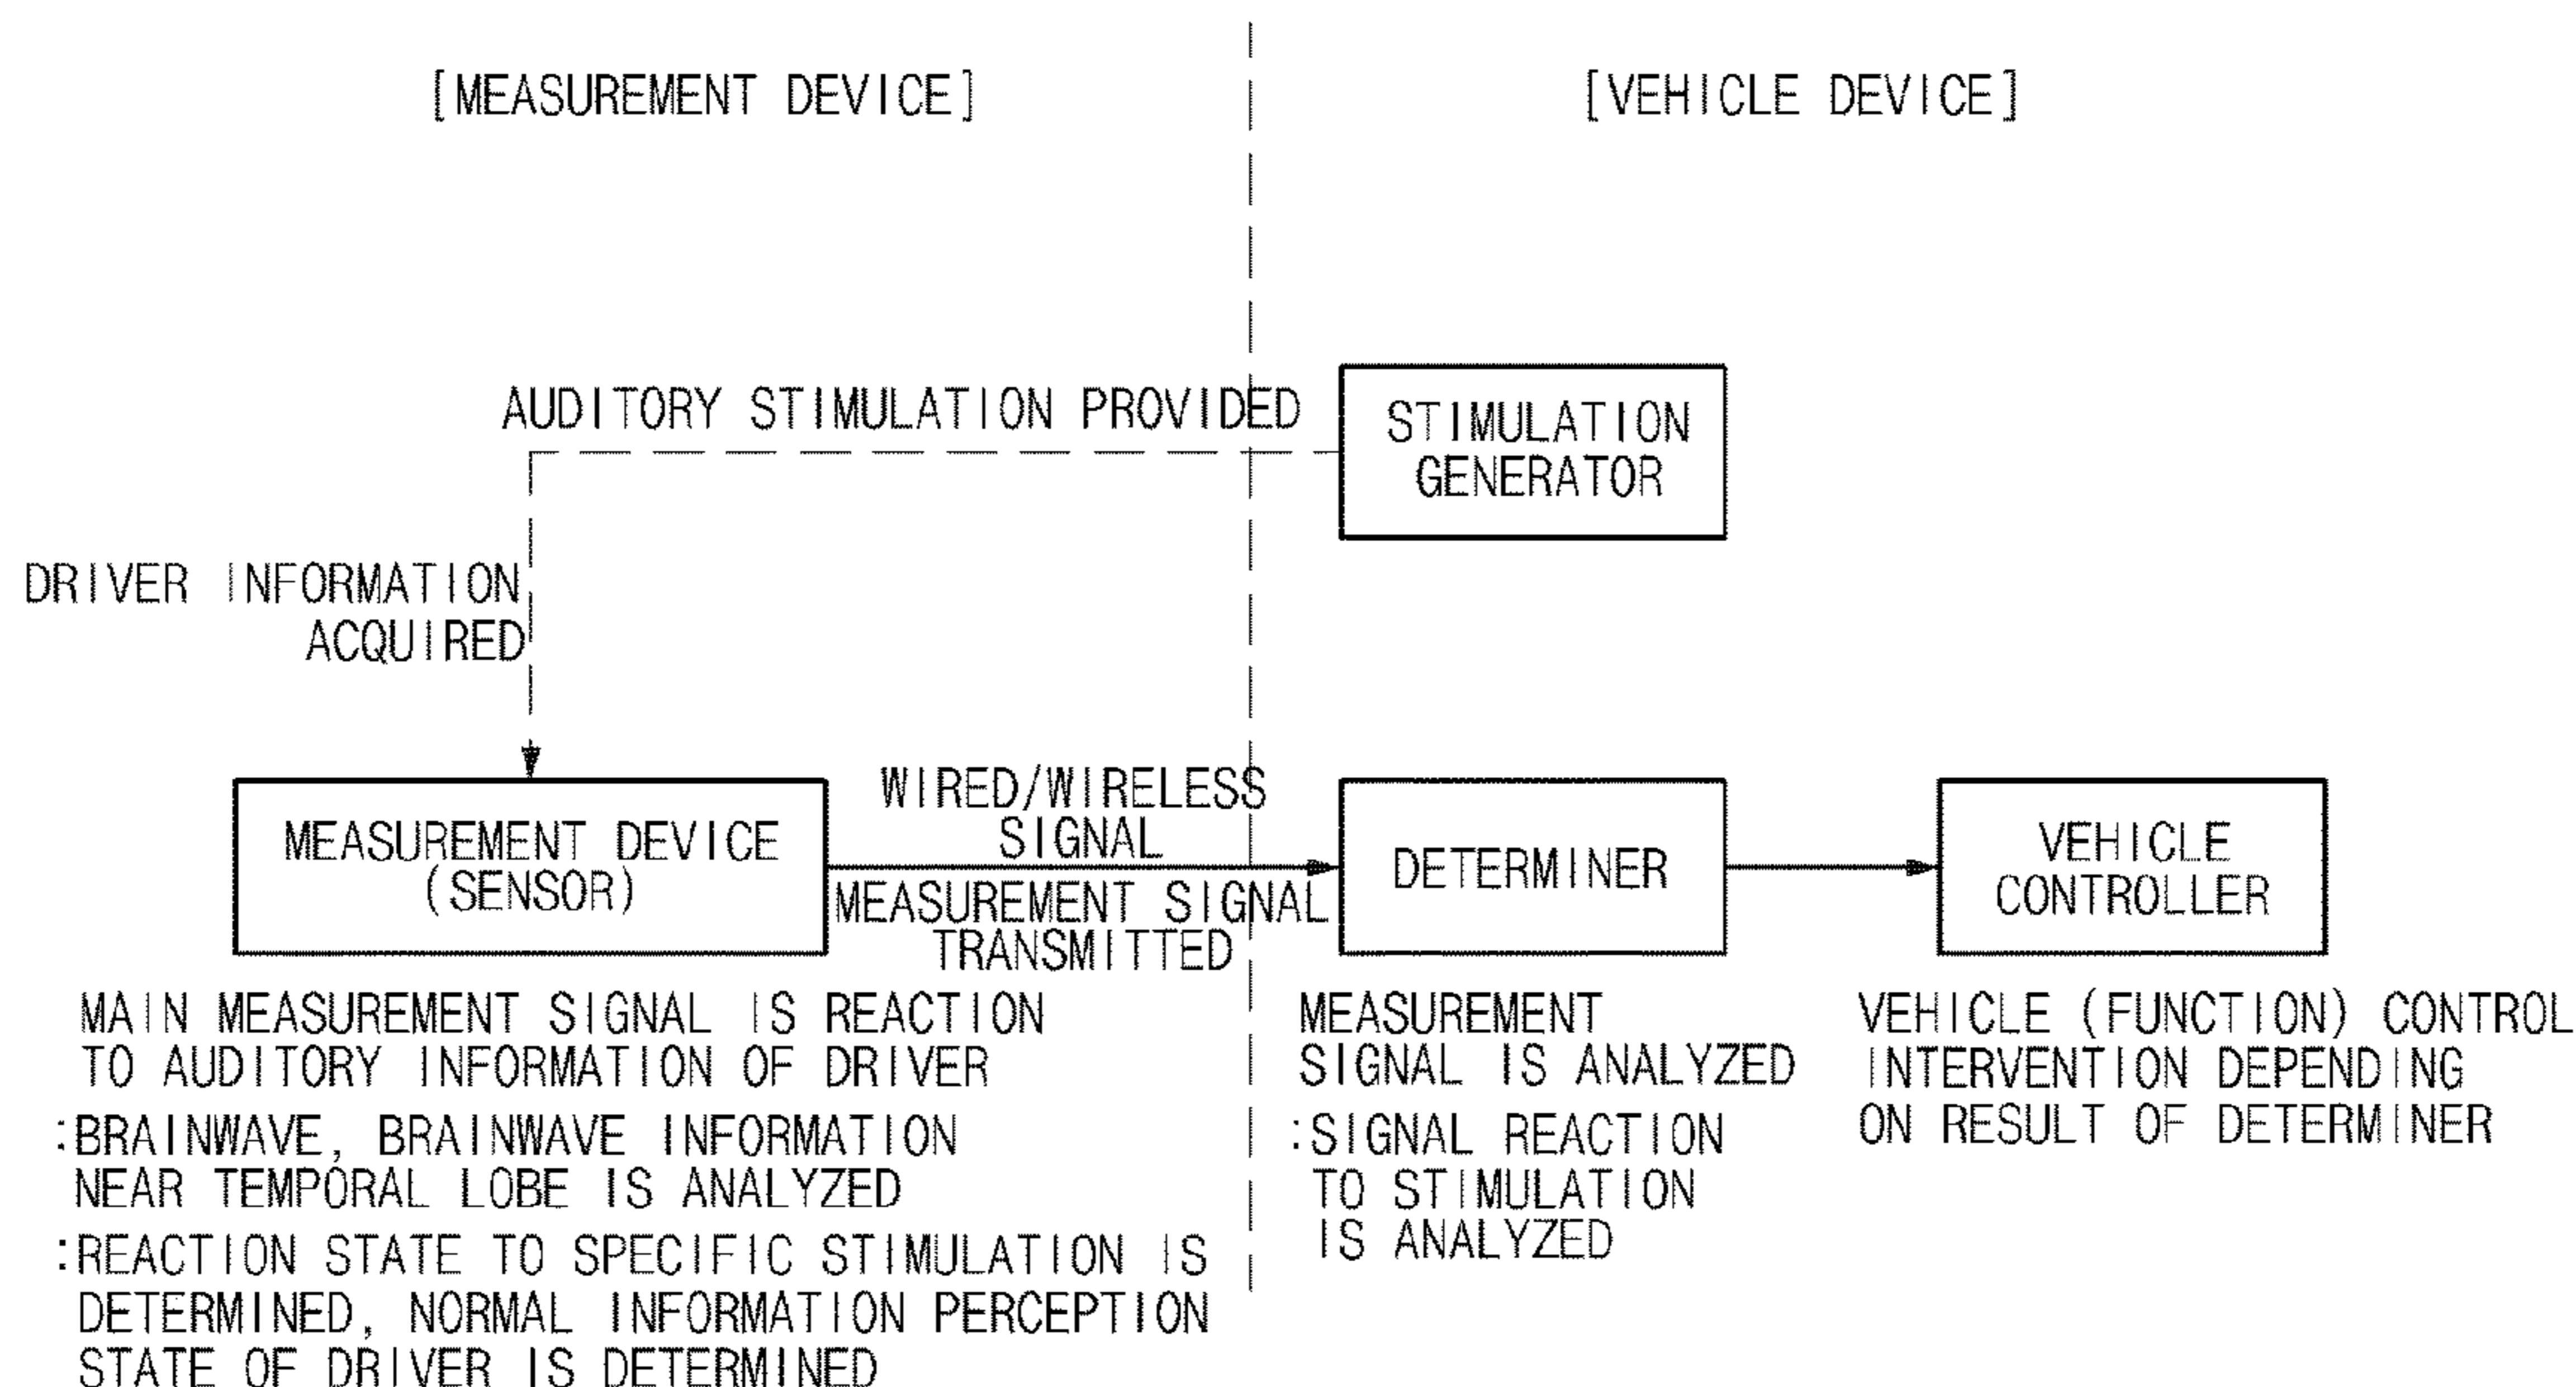 [MEASUREMENT DEVICE]
[VEHICLE DEVICE]
AUDITORY STIMULATION PROVIDED
STIMULATION
GENERATOR
DRIVER INFORMATION
ACQUIRED
MEASUREMENT DEVICE
(SENSOR)
WIRED/WIRELESS
SIGNAL
MEASUREMENT SIGNAL
TRANSMITTED
DETERMINER
VEHICLE
CONTROLLER
MAIN MEASUREMENT SIGNAL IS REACTION
TO AUDITORY INFORMATION OF DRIVER
:BRAINWAVE, BRAINWAVE INFORMATION
NEAR TEMPORAL LOBE IS ANALYZED
:REACTION STATE TO SPECIFIC STIMULATION IS
DETERMINED, NORMAL INFORMATION PERCEPTION
STATE OF DRIVER IS DETERMINED
MEASUREMENT
SIGNAL IS ANALYZED
:SIGNAL REACTION
TO STIMULATION
IS ANALYZED
VEHICLE (FUNCTION) CONTROL
INTERVENTION DEPENDING
ON RESULT OF DETERMINER